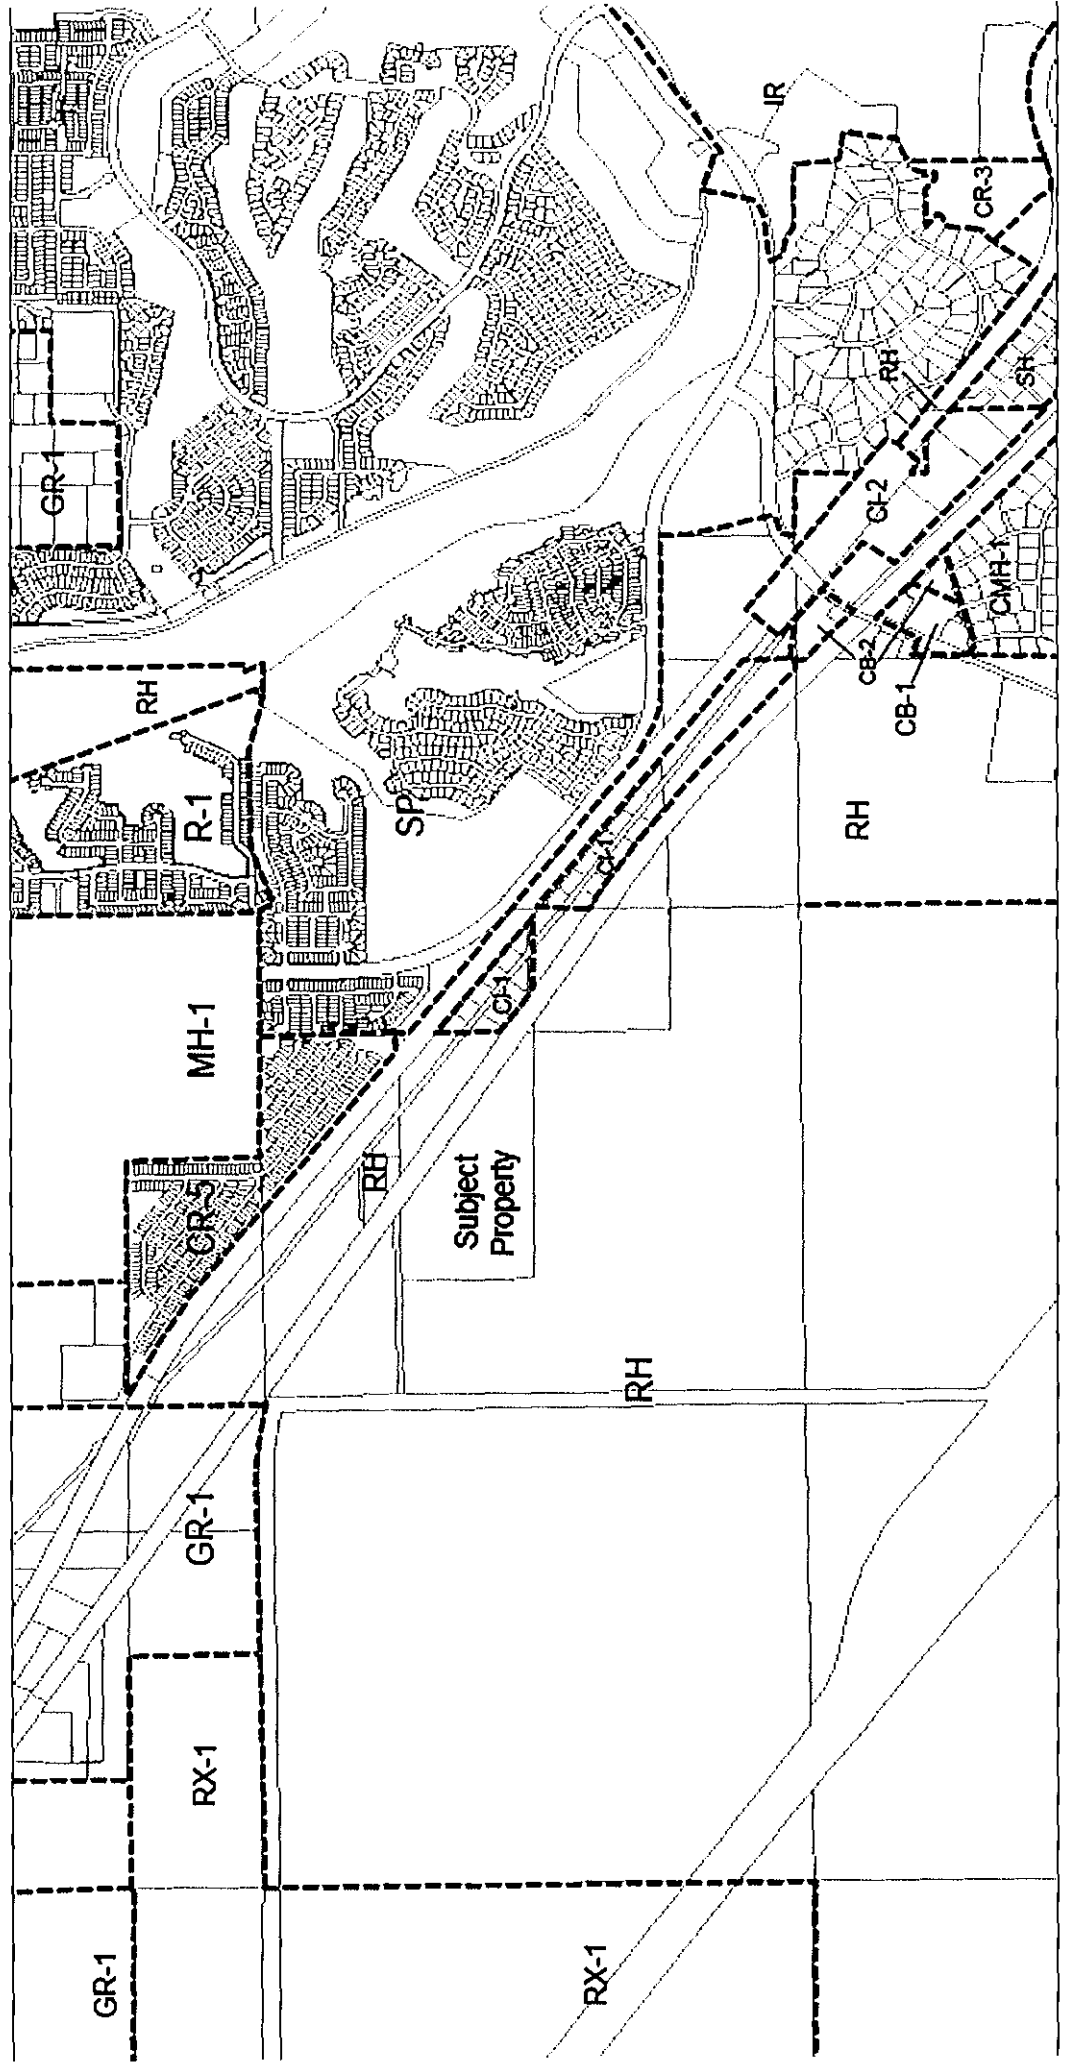 GR-1
RH
R-1
MH-1
CR-5
GR-1
RX-1
GR-1
SP
RH
Subject
Property
CI-1
CI-1
RH
RX-1
RH
IR
CR-3
RH
SH
CI-2
CMH-1
CB-2
CB-1